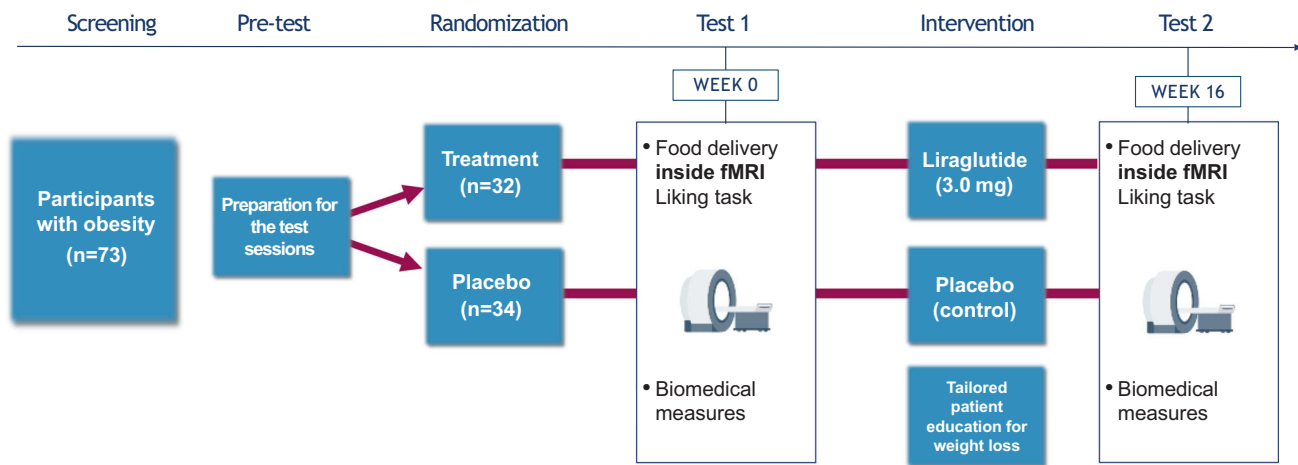 Screening
Pre-test
Randomization
Test 1
Intervention
Test 2
WEEK 0
WEEK 16
Participants
with obesity
(n=73)
Preparation for
the test
sessions
Treatment
(n=32)
Placebo
(n=34)
• Food delivery
inside fMRI
Liking task
• Biomedical
measures
Liraglutide
(3.0 mg)
Placebo
(control)
Tailored
patient
education for
weight loss
• Food delivery
inside fMRI
Liking task
• Biomedical
measures